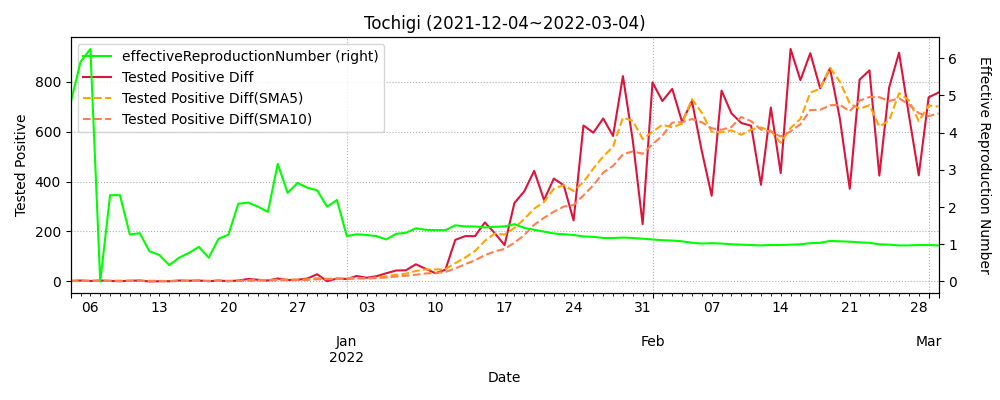 Tochigi (2021-12-04~2022-03-04)
effectiveReproductionNumber (right)
Tested Positive Diff
Tested Positive Diff(SMA5)
Tested Positive Diff(SMA10)
Tested Positive
800
600
400
200
0
6
5
4
3
2
1
0
Effective Reproduction Number
06 13 20 27 03 10 17 24 31 07 14 21 28
Jan Feb Mar
2022
Date